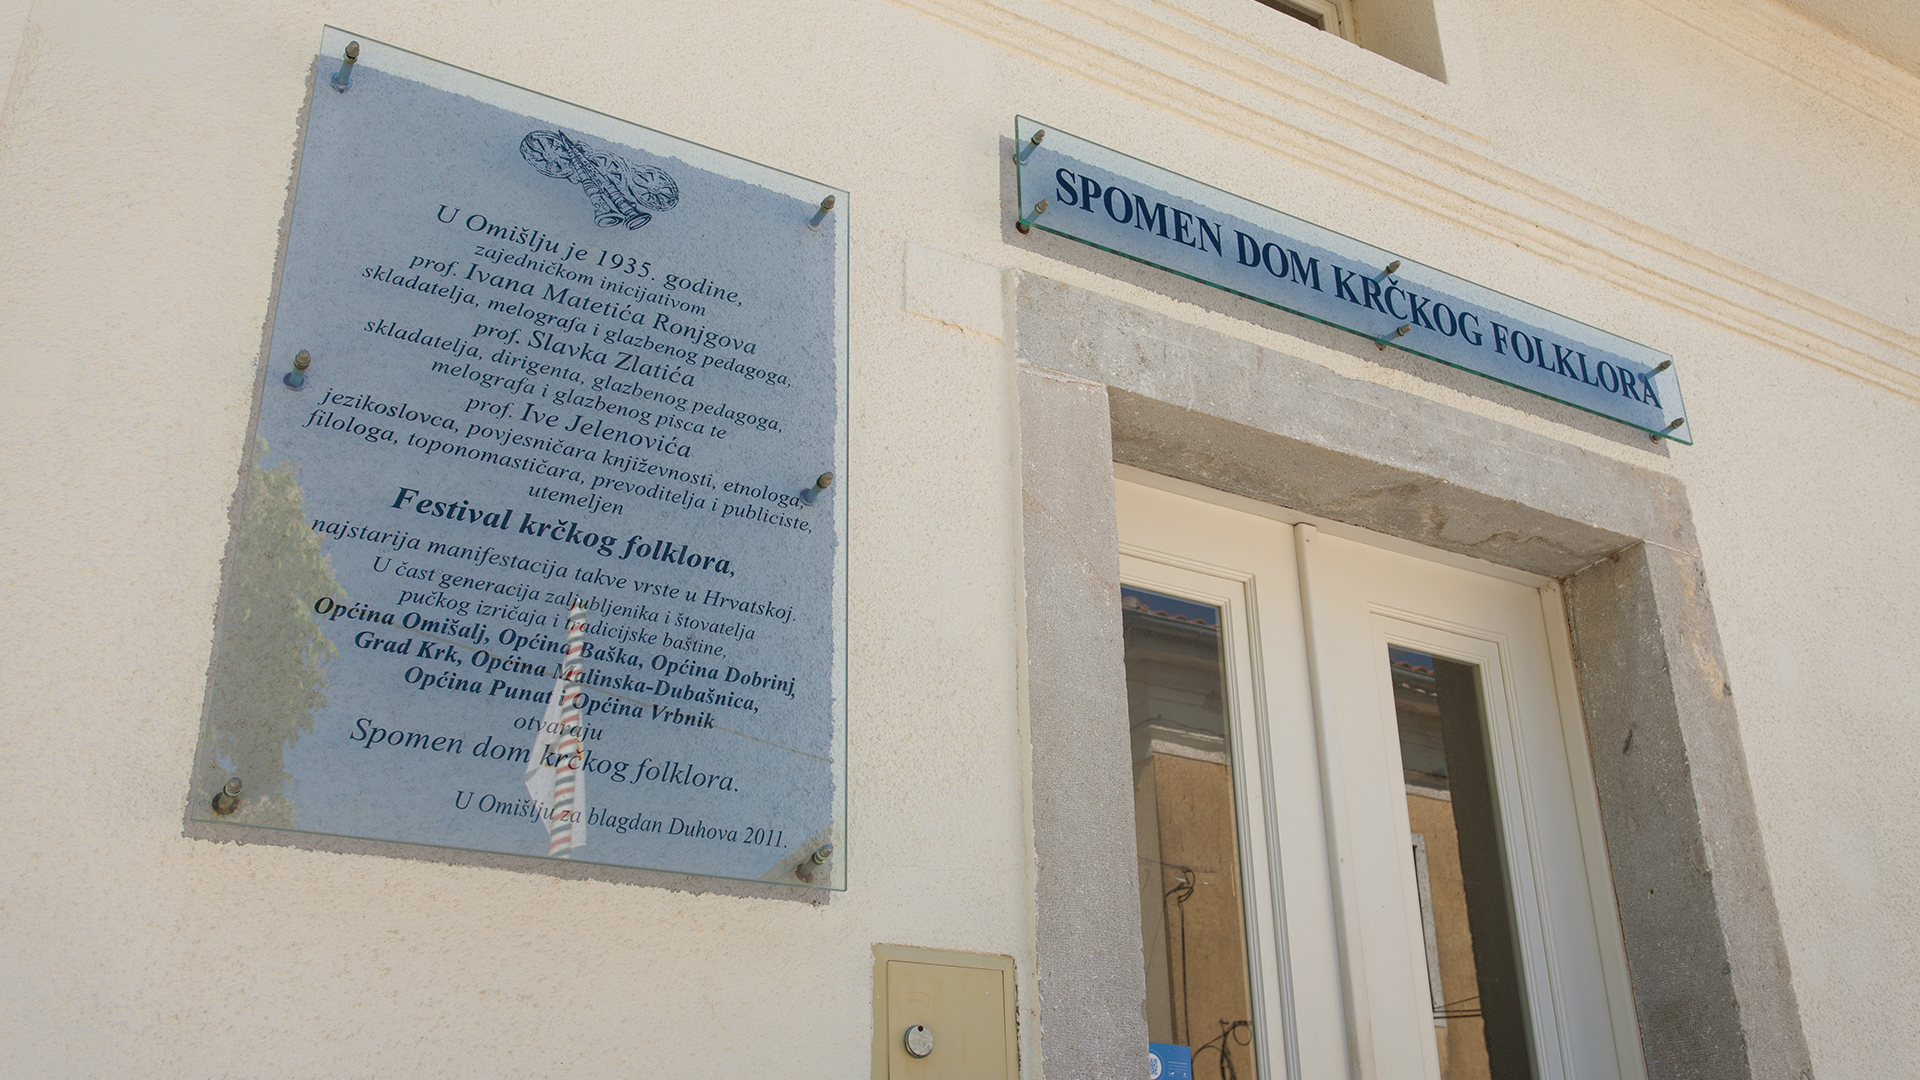 U Omišlju je 1935. godine,
zajedničkom inicijativom
prof. Ivana Matetića Ronjgova
skladatelja, melografa i glazbenog pedagoga,
prof. Slavka Zlatića
skladatelja, dirigenta, glazbenog pedagoga,
melografa i glazbenog pisca te
prof. Ive Jelenovića
jezikoslovca, povjesničara književnosti, etnologa,
filologa, toponomastičara, prevoditelja i publiciste,
utemeljen
Festival krčkog folklora,
najstarija manifestacija takve vrste u Hrvatskoj.
U čast generacija zaljubljenika i štovatelja
pučkog izričaja i tradicijske baštine,
Općina Omišalj, Općina Baška, Općina Dobrinj,
Grad Krk, Općina Malinska-Dubašnica,
Općina Punat i Općina Vrbnik
otvaraju
Spomen dom krčkog folklora.
U Omišlju za blagdan Duhova 2011.
SPOMEN DOM KRČKOG FOLKLORA